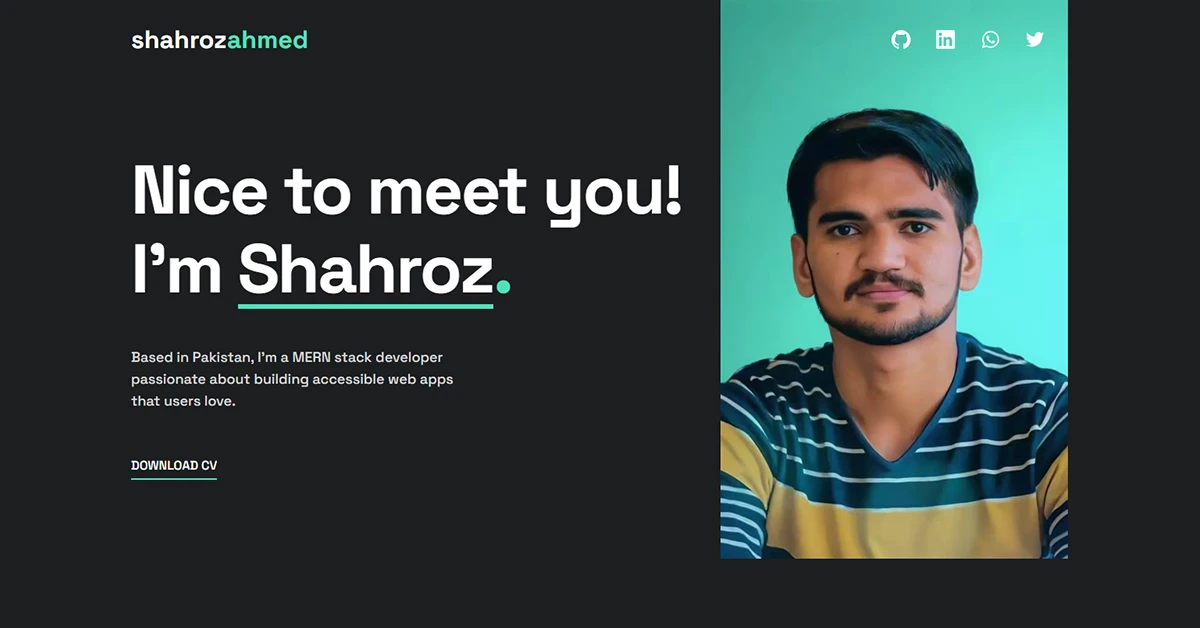 shahrozahmed
Nice to meet you!
I’m Shahroz.
Based in Pakistan, I’m a MERN stack developer
passionate about building accessible web apps
that users love.
DOWNLOAD CV